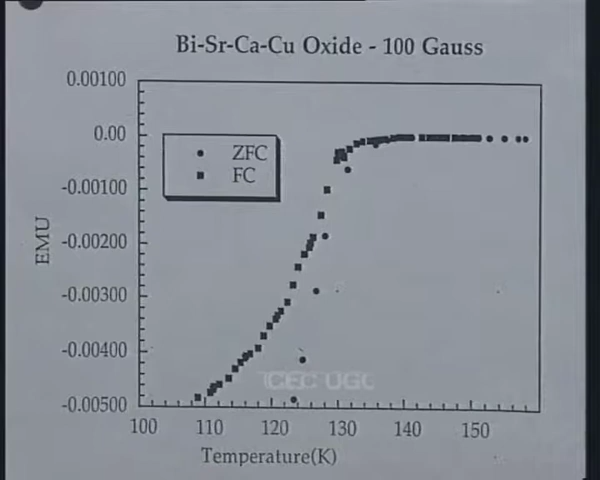 Bi-Sr-Ca-Cu Oxide - 100 Gauss
0.00100
0.00
-0.00100
-0.00200
-0.00300
-0.00400
-0.00500
EMU
ZFC
FC
CEC UGC
100 110 120 130 140 150
Temperature(K)